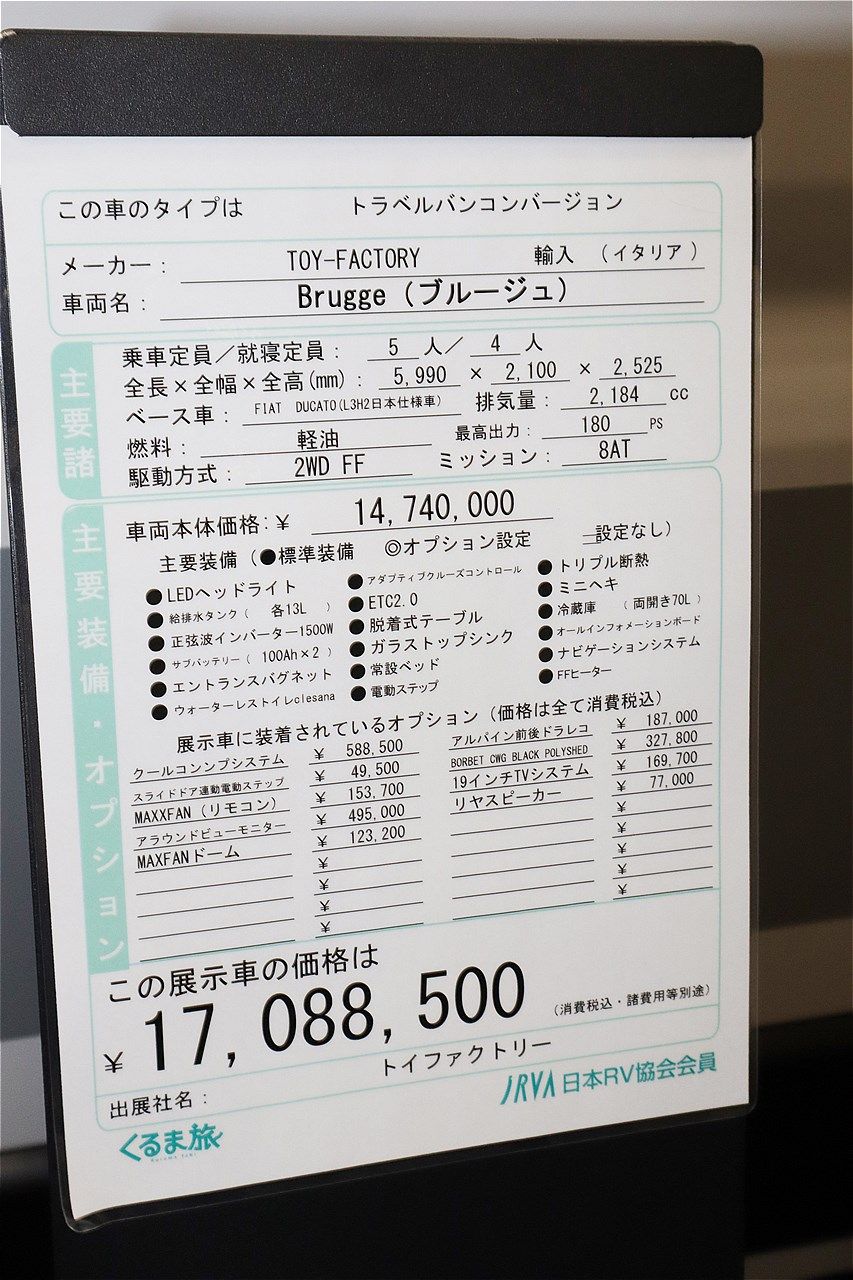 この車のタイプは トラベルバンコンバージョン
メーカー: TOY-FACTORY 輸入 (イタリア)
車両名: Brugge(ブルージュ)
主要諸
乗車定員/就寝定員: 5 人/ 4 人
全長×全幅×全高(mm): 5,990 × 2,100 × 2,525
ベース車: FIAT DUCATO(L3H2日本仕様車) 排気量: 2,184 cc
燃料: 軽油 最高出力: 180 PS
駆動方式: 2WD FF ミッション: 8AT
主要装備・オプション
車両本体価格:¥ 14,740,000
主要装備(●標準装備 ◎オプション設定 —設定なし)
●LEDヘッドライト ●アダプティブクルーズコントロール ●トリプル断熱
●給排水タンク( 各13L ) ●ETC2.0 ●ミニヘキ
●正弦波インバーター1500W ●脱着式テーブル ●冷蔵庫 (両開き70L)
●サブバッテリー( 100Ah×2 ) ●ガラストップシンク ●オールインフォメーションボード
●エントランスバグネット ●常設ベッド ●ナビゲーションシステム
●ウォーターレストイレclesana ●電動ステップ ●FFヒーター
展示車に装着されているオプション(価格は全て消費税込)
クールコンンプシステム ¥ 588,500 アルパイン前後ドラレコ ¥ 187,000
スライドドア連動電動ステップ ¥ 49,500 BORBET CWG BLACK POLYSHED ¥ 327,800
MAXXFAN(リモコン) ¥ 153,700 19インチTVシステム ¥ 169,700
アラウンドビューモニター ¥ 495,000 リヤスピーカー ¥ 77,000
MAXFANドーム ¥ 123,200 ¥
¥ ¥
¥ ¥
¥ ¥
¥ ¥
この展示車の価格は
¥ 17,088,500 (消費税込・諸費用等別途)
出展社名: トイファクトリー
くるま旅 JRVA 日本RV協会会員